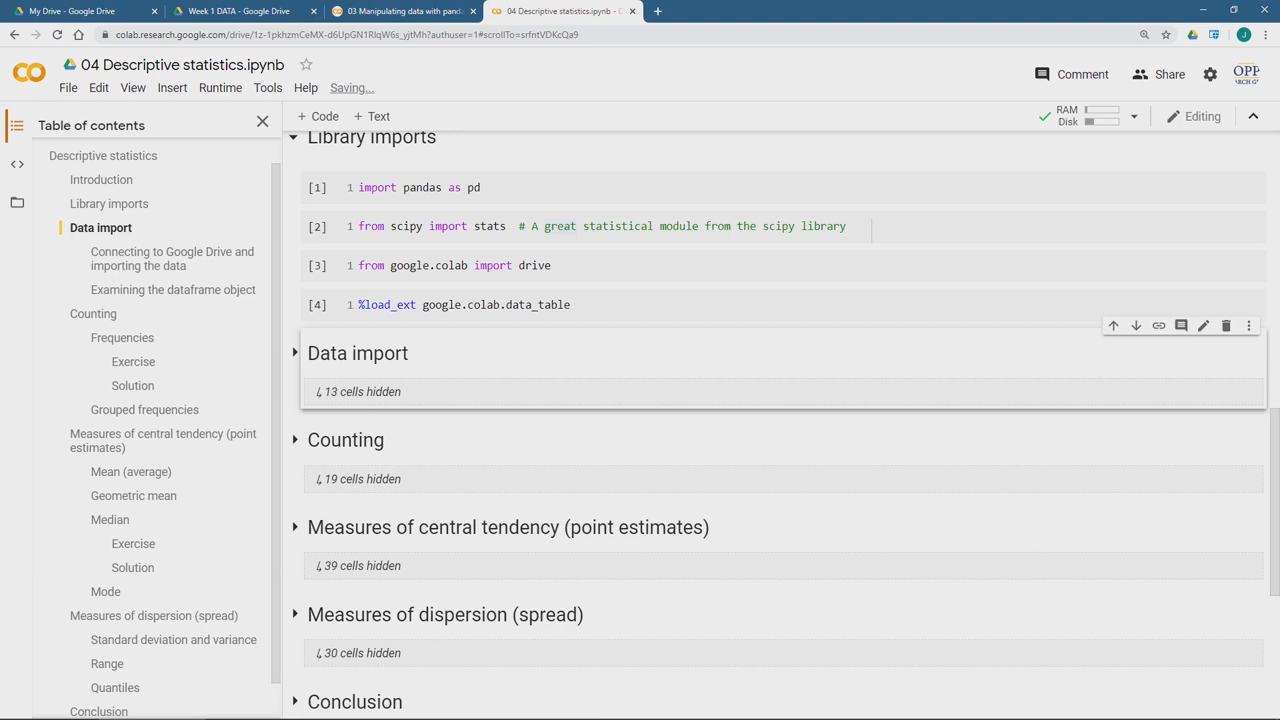 My Drive - Google Drive
Week 1 DATA - Google Drive
03 Manipulating data with panda
04 Descriptive statistics.ipynb - C
colab.research.google.com/drive/1z-1pkhzmCeMX-d6UpGN1RIqW6s_yjtMh?authuser=1#scrollTo=srfntVDKcQa9
J
04 Descriptive statistics.ipynb
File Edit View Insert Runtime Tools Help Saving...
Comment
Share
OPP
ARCH G
Table of contents
+ Code + Text
RAM
Disk
Editing
Descriptive statistics
Introduction
Library imports
Data import
Connecting to Google Drive and
importing the data
Examining the dataframe object
Counting
Frequencies
Exercise
Solution
Grouped frequencies
Measures of central tendency (point
estimates)
Mean (average)
Geometric mean
Median
Exercise
Solution
Mode
Measures of dispersion (spread)
Standard deviation and variance
Range
Quantiles
Conclusion
Library imports
[1] 1 import pandas as pd
[2] 1 from scipy import stats # A great statistical module from the scipy library
[3] 1 from google.colab import drive
[4] 1 %load_ext google.colab.data_table
Data import
13 cells hidden
Counting
19 cells hidden
Measures of central tendency (point estimates)
39 cells hidden
Measures of dispersion (spread)
30 cells hidden
Conclusion